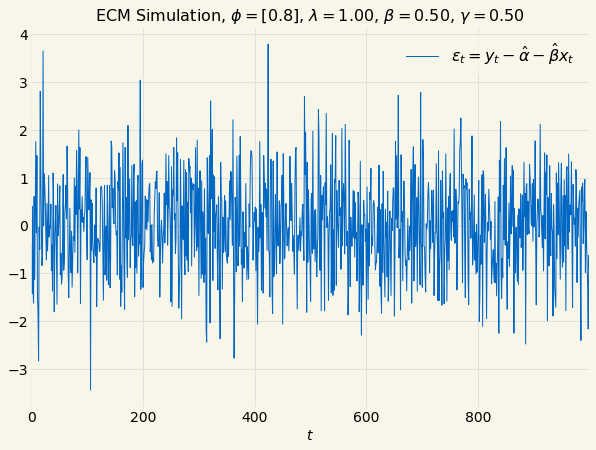 ECM Simulation, ϕ = [0.8], λ = 1.00, β = 0.50, γ = 0.50
εₜ = yₜ − α̂ − β̂xₜ
4
3
2
1
0
−1
−2
−3
0 200 400 600 800
t